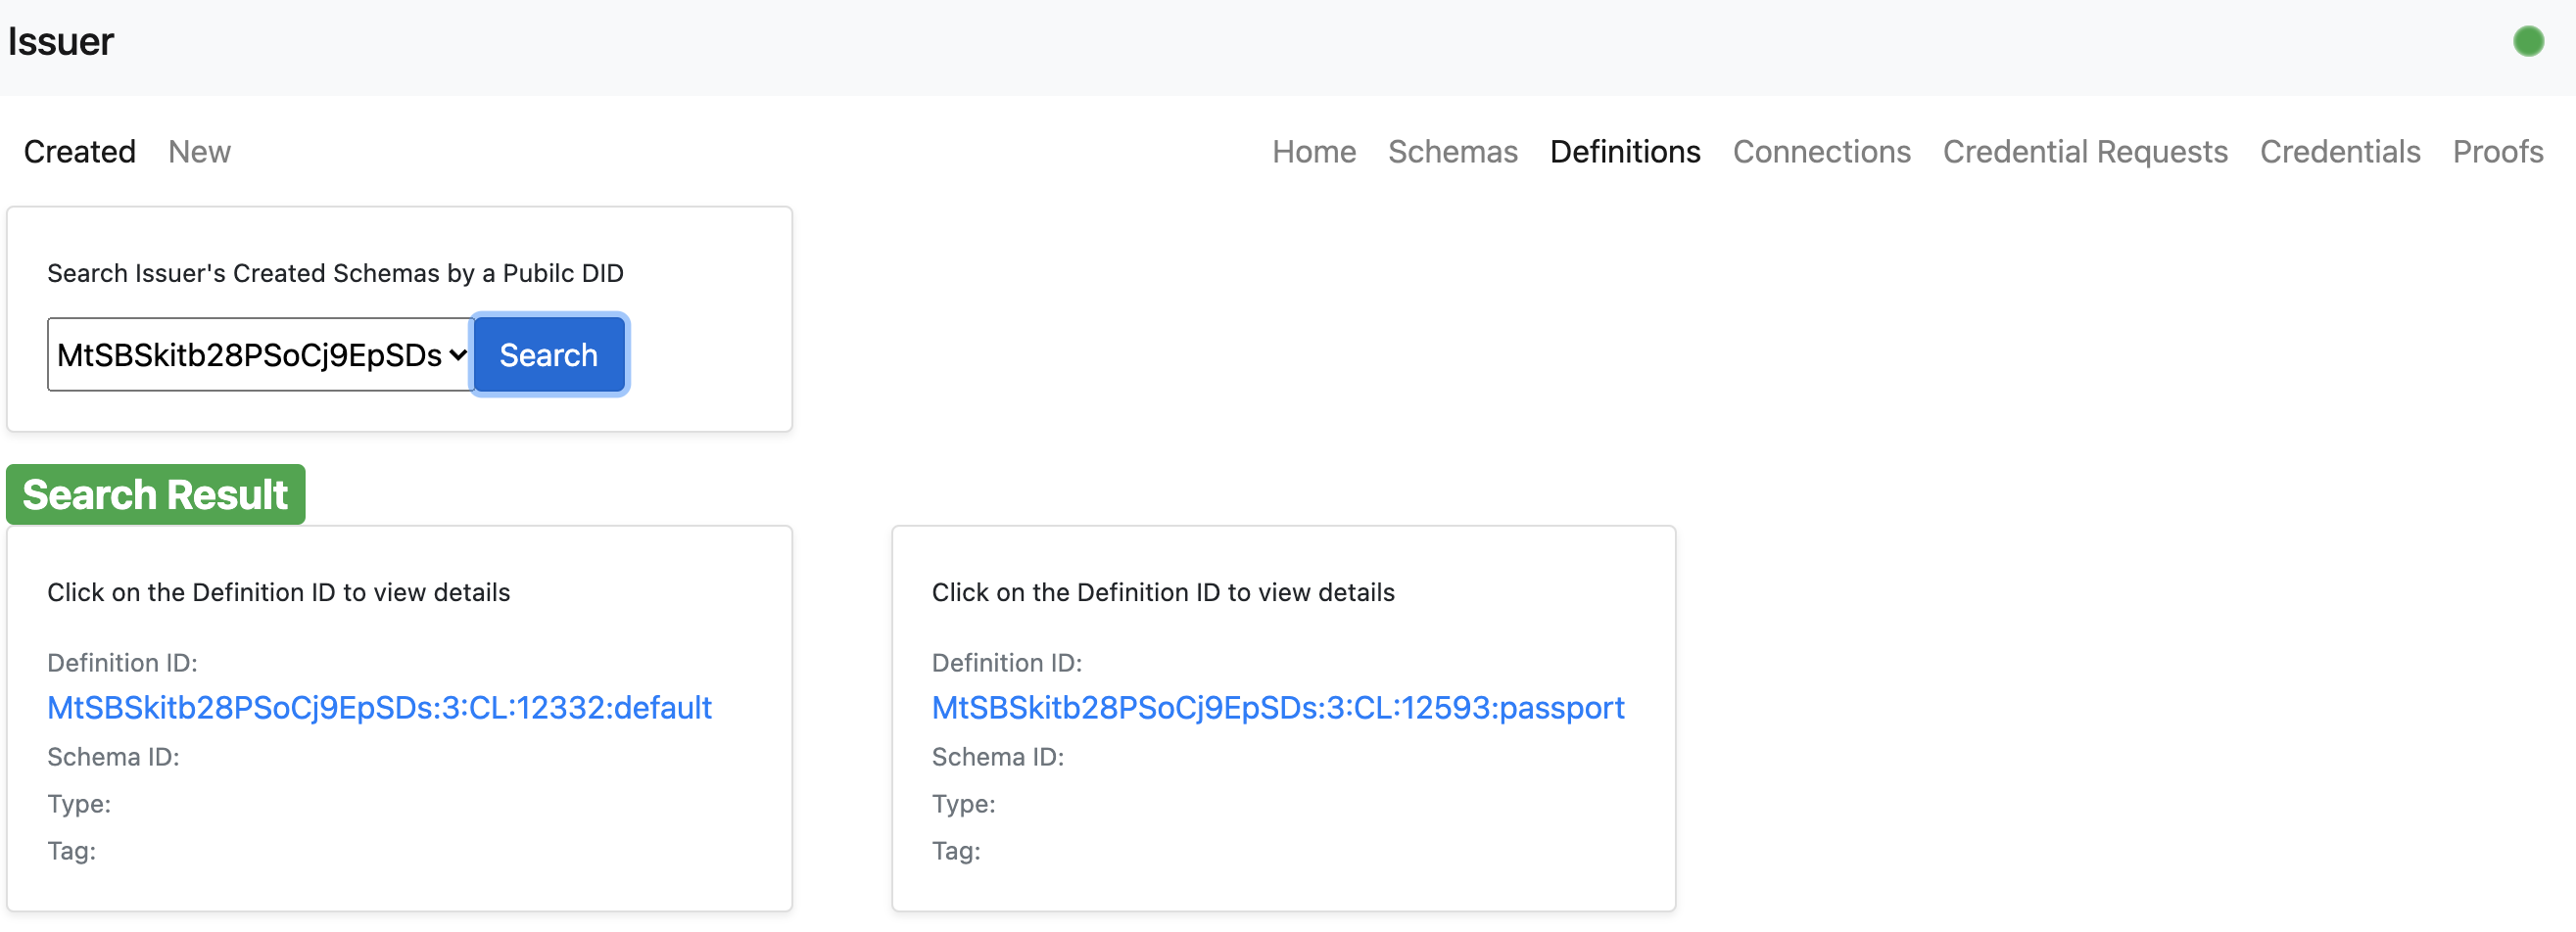 Issuer
Created New Home Schemas Definitions Connections Credential Requests Credentials Proofs
Search Issuer's Created Schemas by a Pubilc DID
MtSBSkitb28PSoCj9EpSDs Search
Search Result
Click on the Definition ID to view details
Definition ID:
MtSBSkitb28PSoCj9EpSDs:3:CL:12332:default
Schema ID:
Type:
Tag:
Click on the Definition ID to view details
Definition ID:
MtSBSkitb28PSoCj9EpSDs:3:CL:12593:passport
Schema ID:
Type:
Tag: